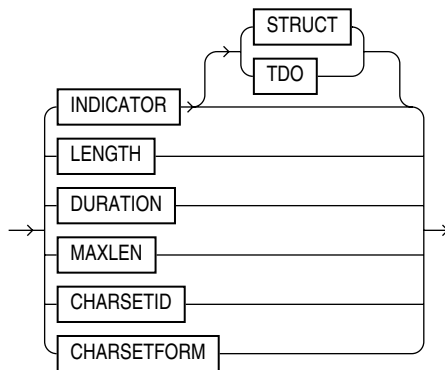 STRUCT
TDO
INDICATOR
LENGTH
DURATION
MAXLEN
CHARSETID
CHARSETFORM